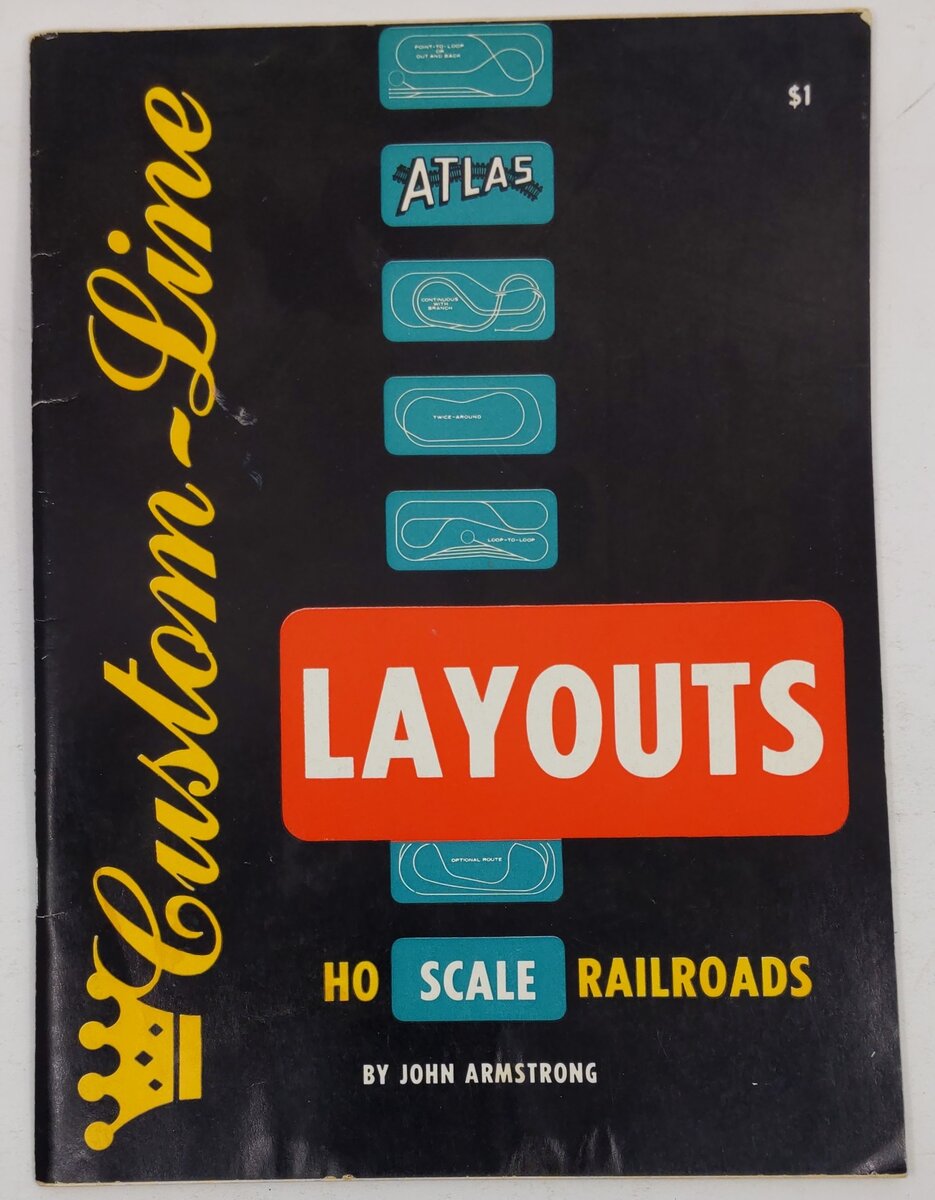 Custom-Line
POINT-TO-LOOP
OR
OUT AND BACK
$1
ATLAS
CONTINUOUS
WITH
BRANCH
TWICE-AROUND
LOOP-TO-LOOP
LAYOUTS
OPTIONAL ROUTE
HO SCALE RAILROADS
BY JOHN ARMSTRONG